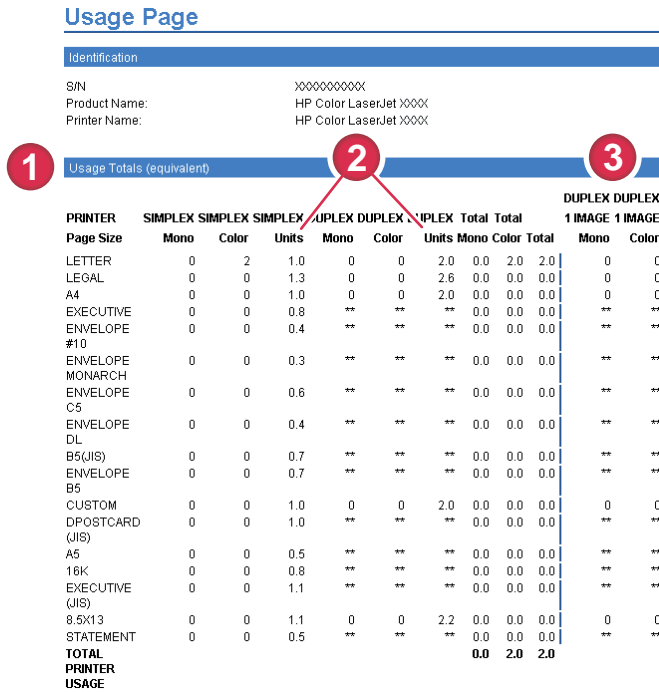 Usage Page
Identification
S/N XXXXXXXXXX
Product Name: HP Color LaserJet XXXX
Printer Name: HP Color LaserJet XXXX
1 2 3
Usage Totals (equivalent)
DUPLEX DUPLEX
PRINTER SIMPLEX SIMPLEX SIMPLEX DUPLEX DUPLEX DUPLEX Total Total 1 IMAGE 1 IMAGE
Page Size Mono Color Units Mono Color Units Mono Color Total Mono Color
LETTER 0 2 1.0 0 0 2.0 0.0 2.0 2.0 0 0
LEGAL 0 0 1.3 0 0 2.6 0.0 0.0 0.0 0 0
A4 0 0 1.0 0 0 2.0 0.0 0.0 0.0 0 0
EXECUTIVE 0 0 0.8 ** ** ** 0.0 0.0 0.0 ** **
ENVELOPE 0 0 0.4 ** ** ** 0.0 0.0 0.0 ** **
#10
ENVELOPE 0 0 0.3 ** ** ** 0.0 0.0 0.0 ** **
MONARCH
ENVELOPE 0 0 0.6 ** ** ** 0.0 0.0 0.0 ** **
C5
ENVELOPE 0 0 0.4 ** ** ** 0.0 0.0 0.0 ** **
DL
B5(JIS) 0 0 0.7 ** ** ** 0.0 0.0 0.0 ** **
ENVELOPE 0 0 0.7 ** ** ** 0.0 0.0 0.0 ** **
B5
CUSTOM 0 0 1.0 0 0 2.0 0.0 0.0 0.0 0 0
DPOSTCARD 0 0 1.0 ** ** ** 0.0 0.0 0.0 ** **
(JIS)
A5 0 0 0.5 ** ** ** 0.0 0.0 0.0 ** **
16K 0 0 0.8 ** ** ** 0.0 0.0 0.0 ** **
EXECUTIVE 0 0 1.1 ** ** ** 0.0 0.0 0.0 ** **
(JIS)
8.5X13 0 0 1.1 0 0 2.2 0.0 0.0 0.0 0 0
STATEMENT 0 0 0.5 ** ** ** 0.0 0.0 0.0 ** **
TOTAL 0.0 2.0 2.0
PRINTER
USAGE